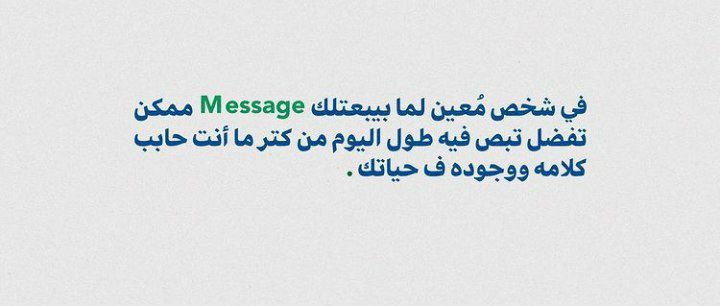 في شخص مُعين لما بيبعتلك Message ممكن
تفضل تبص فيه طول اليوم من كتر ما أنت حابب
كلامه ووجوده ف حياتك .